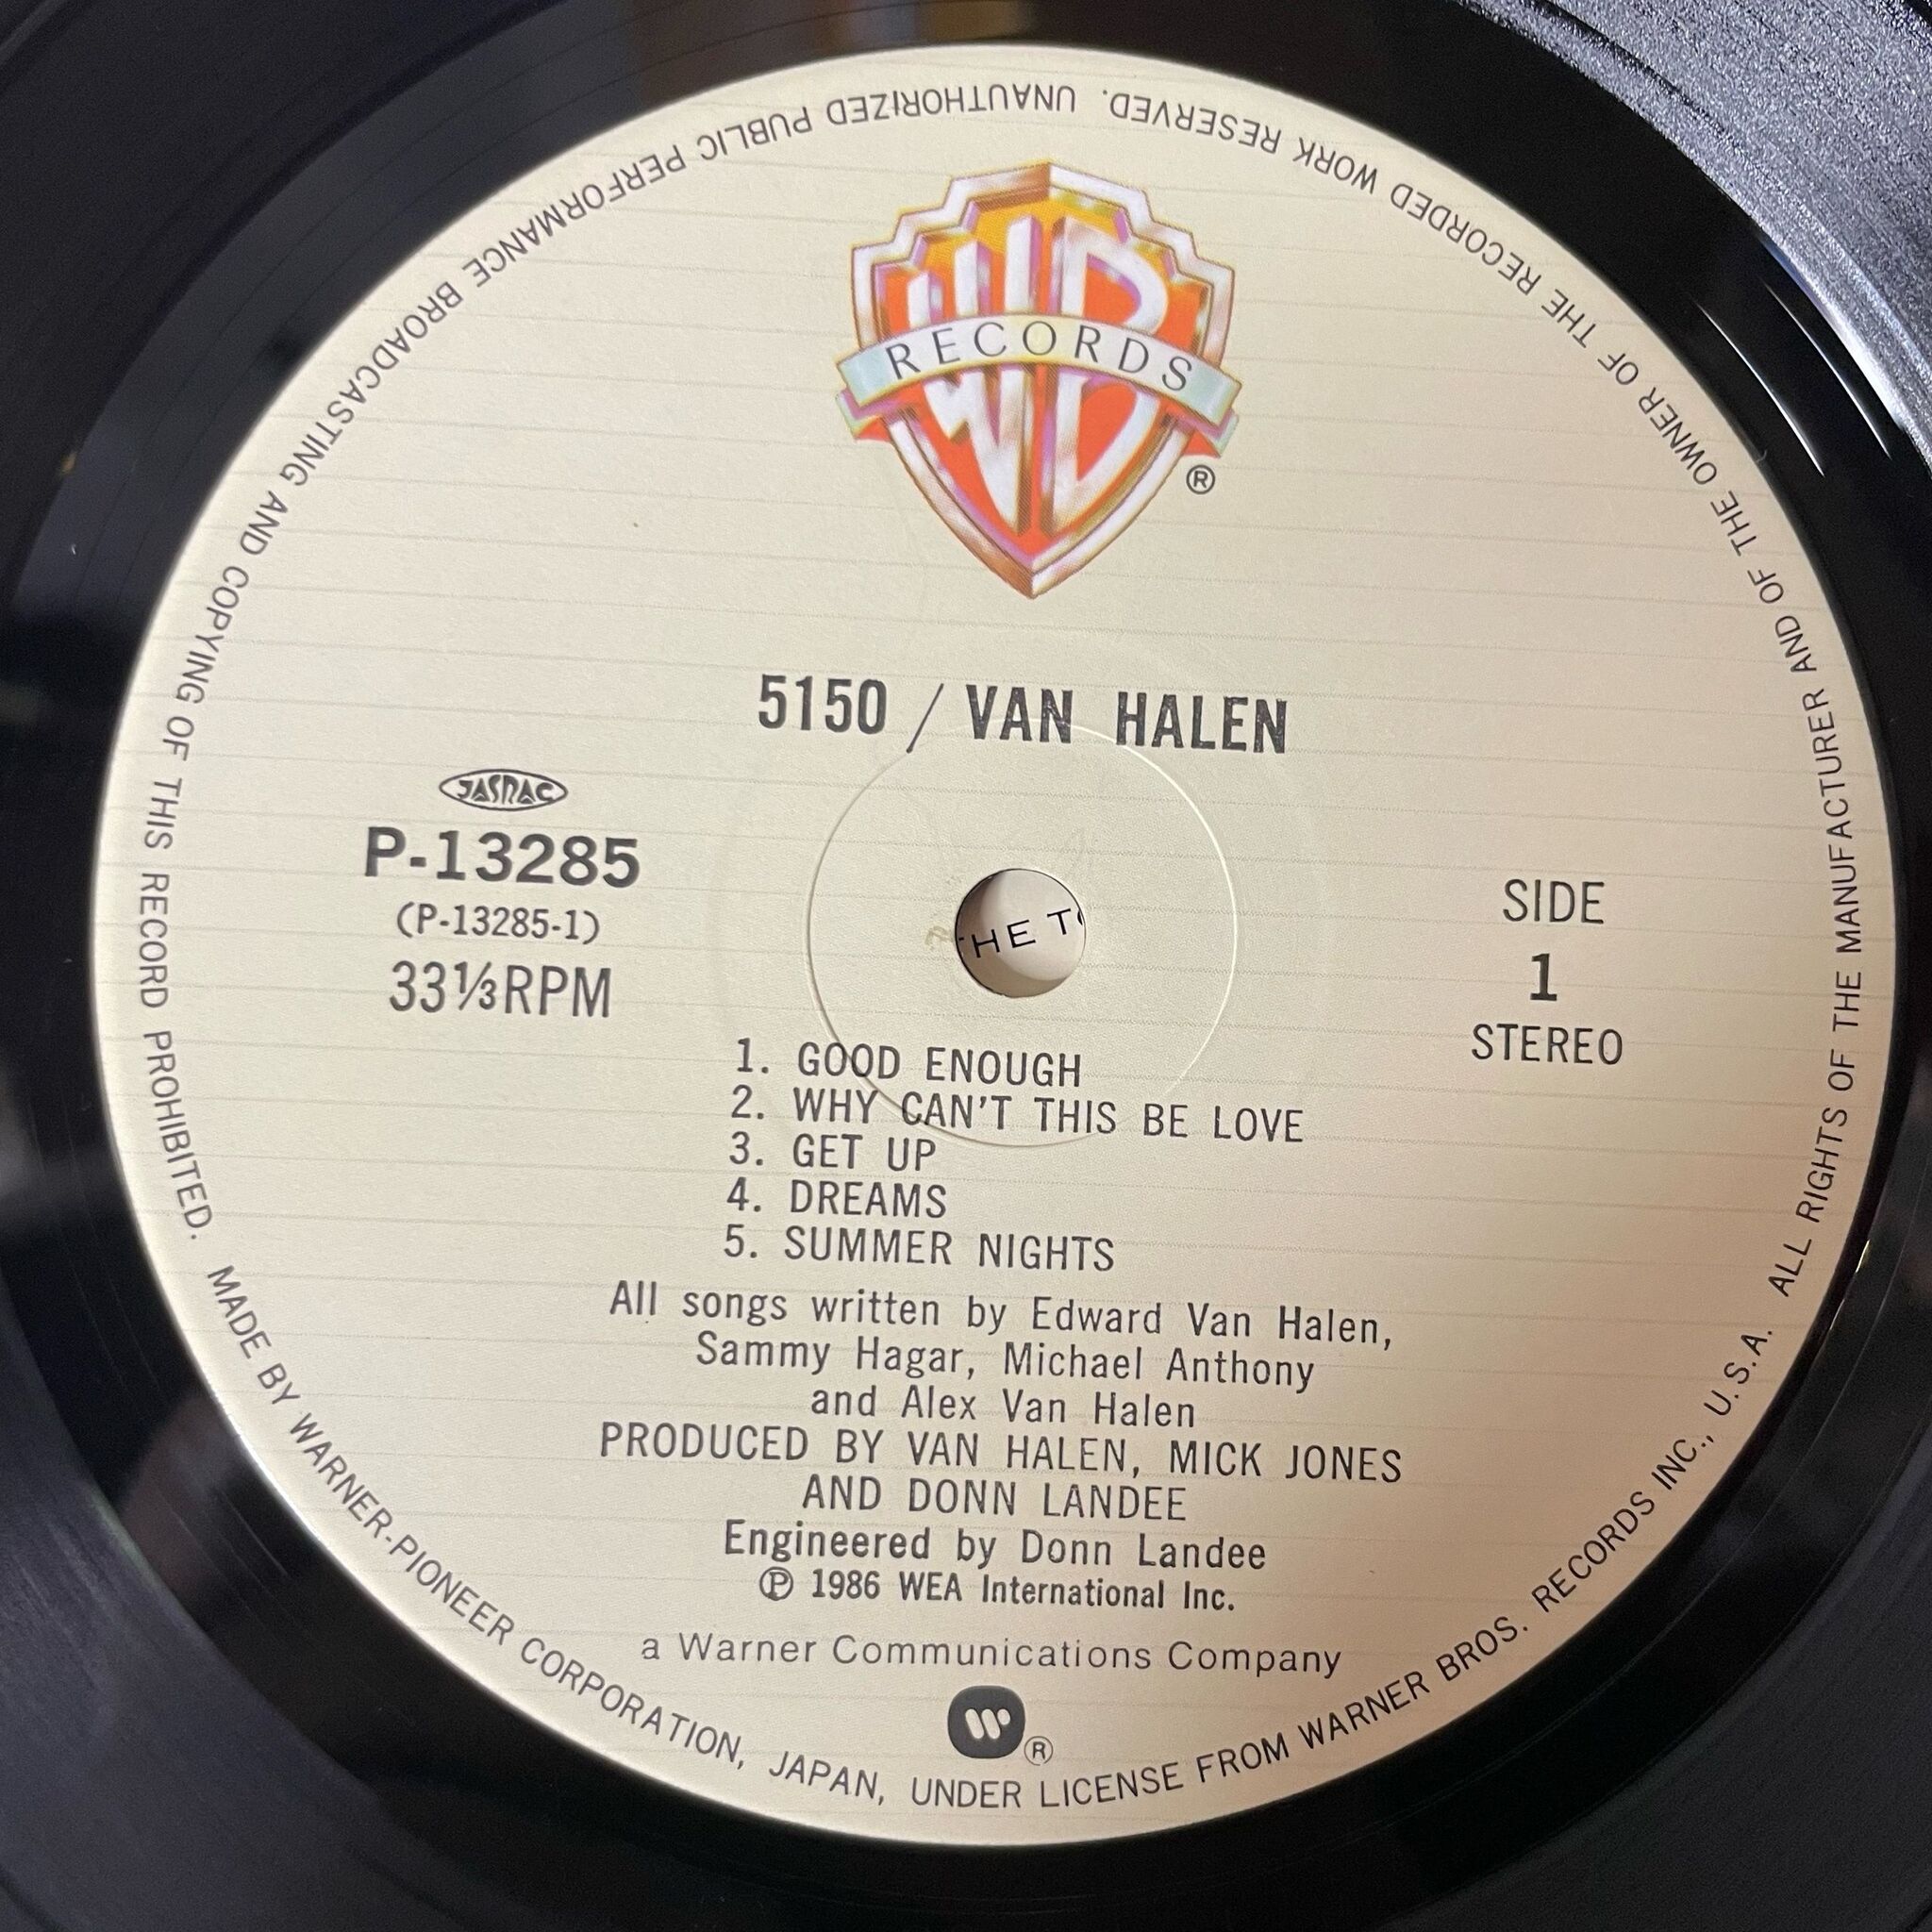 WB
RECORDS
®
5150 / VAN HALEN
JASRAC
P-13285
(P-13285-1)
33⅓RPM
SIDE
1
STEREO
HE T
1. GOOD ENOUGH
2. WHY CAN'T THIS BE LOVE
3. GET UP
4. DREAMS
5. SUMMER NIGHTS
All songs written by Edward Van Halen,
Sammy Hagar, Michael Anthony
and Alex Van Halen
PRODUCED BY VAN HALEN, MICK JONES
AND DONN LANDEE
Engineered by Donn Landee
℗ 1986 WEA International Inc.
a Warner Communications Company
®
MADE BY WARNER-PIONEER CORPORATION, JAPAN, UNDER LICENSE FROM WARNER BROS. RECORDS INC., U.S.A. ALL RIGHTS OF THE MANUFACTURER AND OF THE OWNER OF THE RECORDED WORK RESERVED. UNAUTHORIZED PUBLIC PERFORMANCE BROADCASTING AND COPYING OF THIS RECORD PROHIBITED.